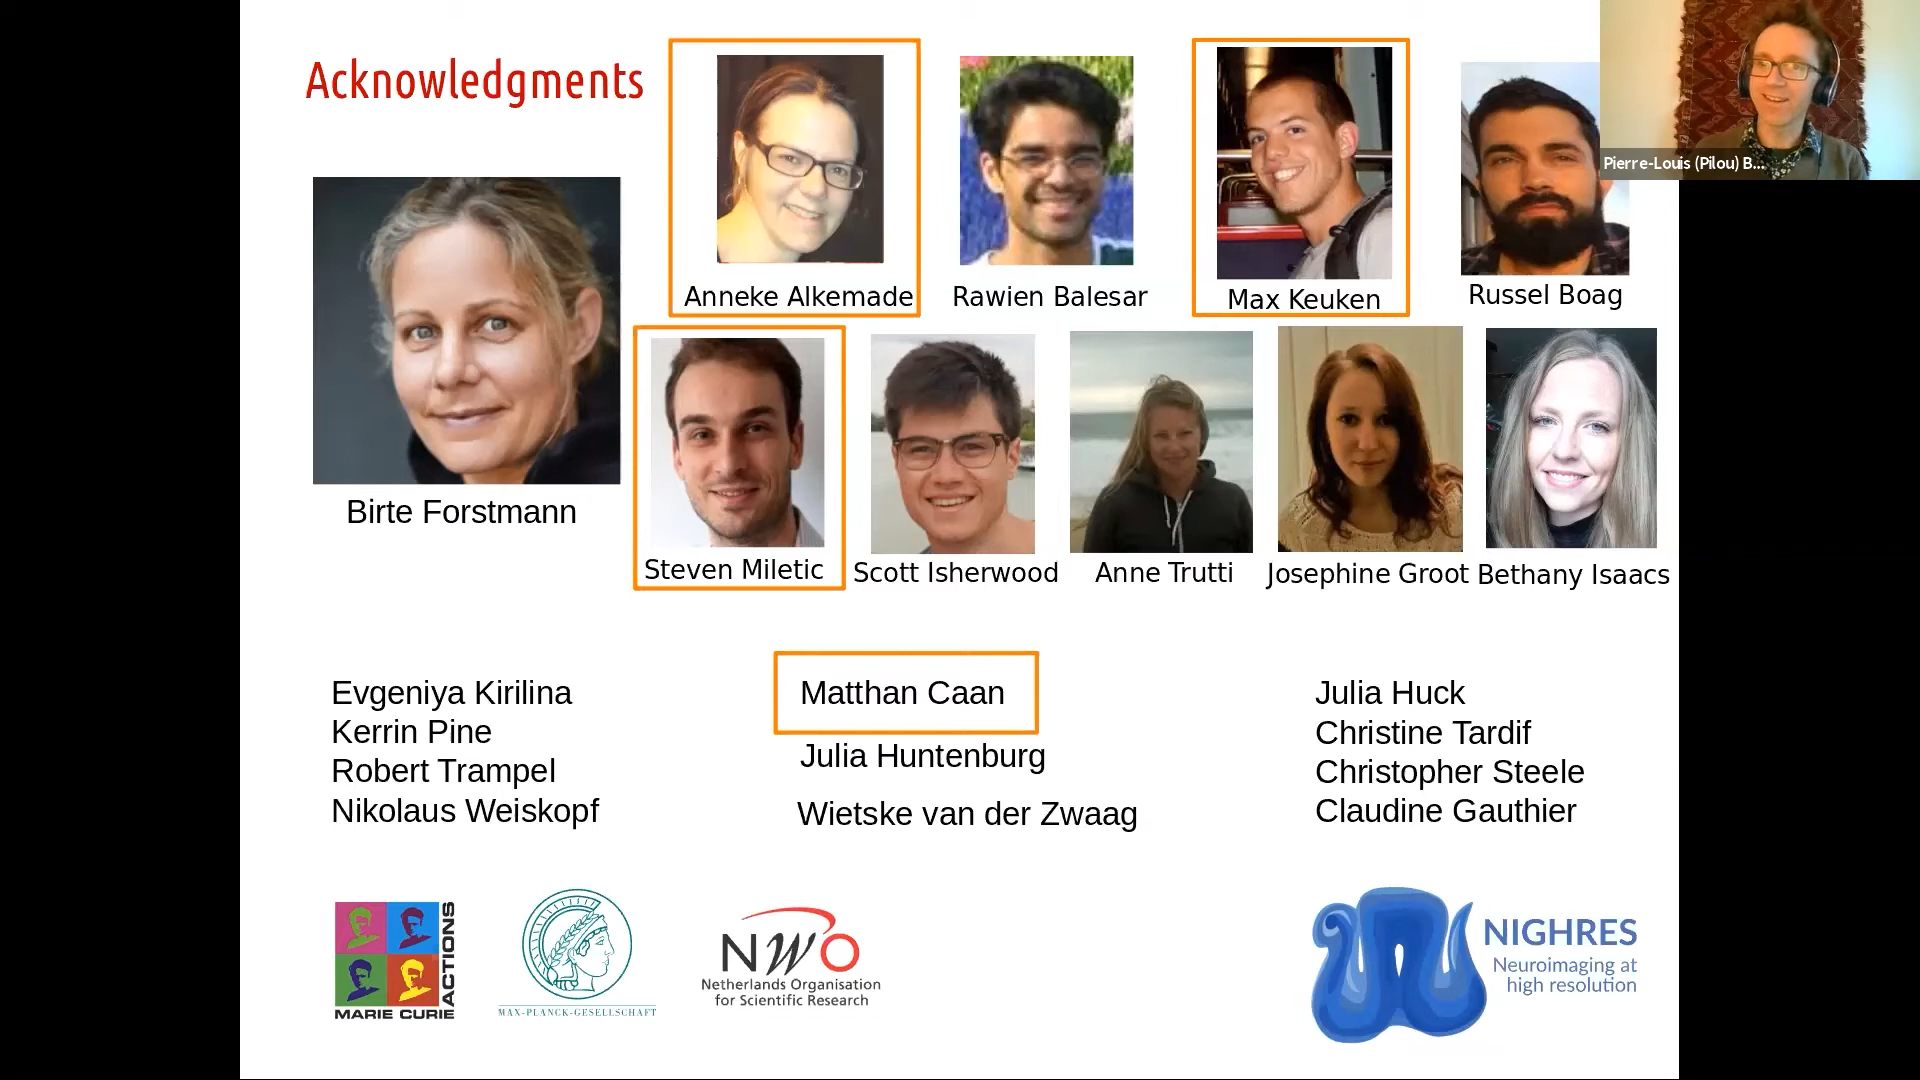 Acknowledgments
Pierre-Louis (Pilou) B...
Anneke Alkemade
Rawien Balesar
Max Keuken
Russel Boag
Birte Forstmann
Steven Miletic
Scott Isherwood
Anne Trutti
Josephine Groot
Bethany Isaacs
Evgeniya Kirilina
Kerrin Pine
Robert Trampel
Nikolaus Weiskopf
Matthan Caan
Julia Huntenburg
Wietske van der Zwaag
Julia Huck
Christine Tardif
Christopher Steele
Claudine Gauthier
MARIE CURIE
ACTIONS
MAX-PLANCK-GESELLSCHAFT
NWO
Netherlands Organisation
for Scientific Research
NIGHRES
Neuroimaging at
high resolution